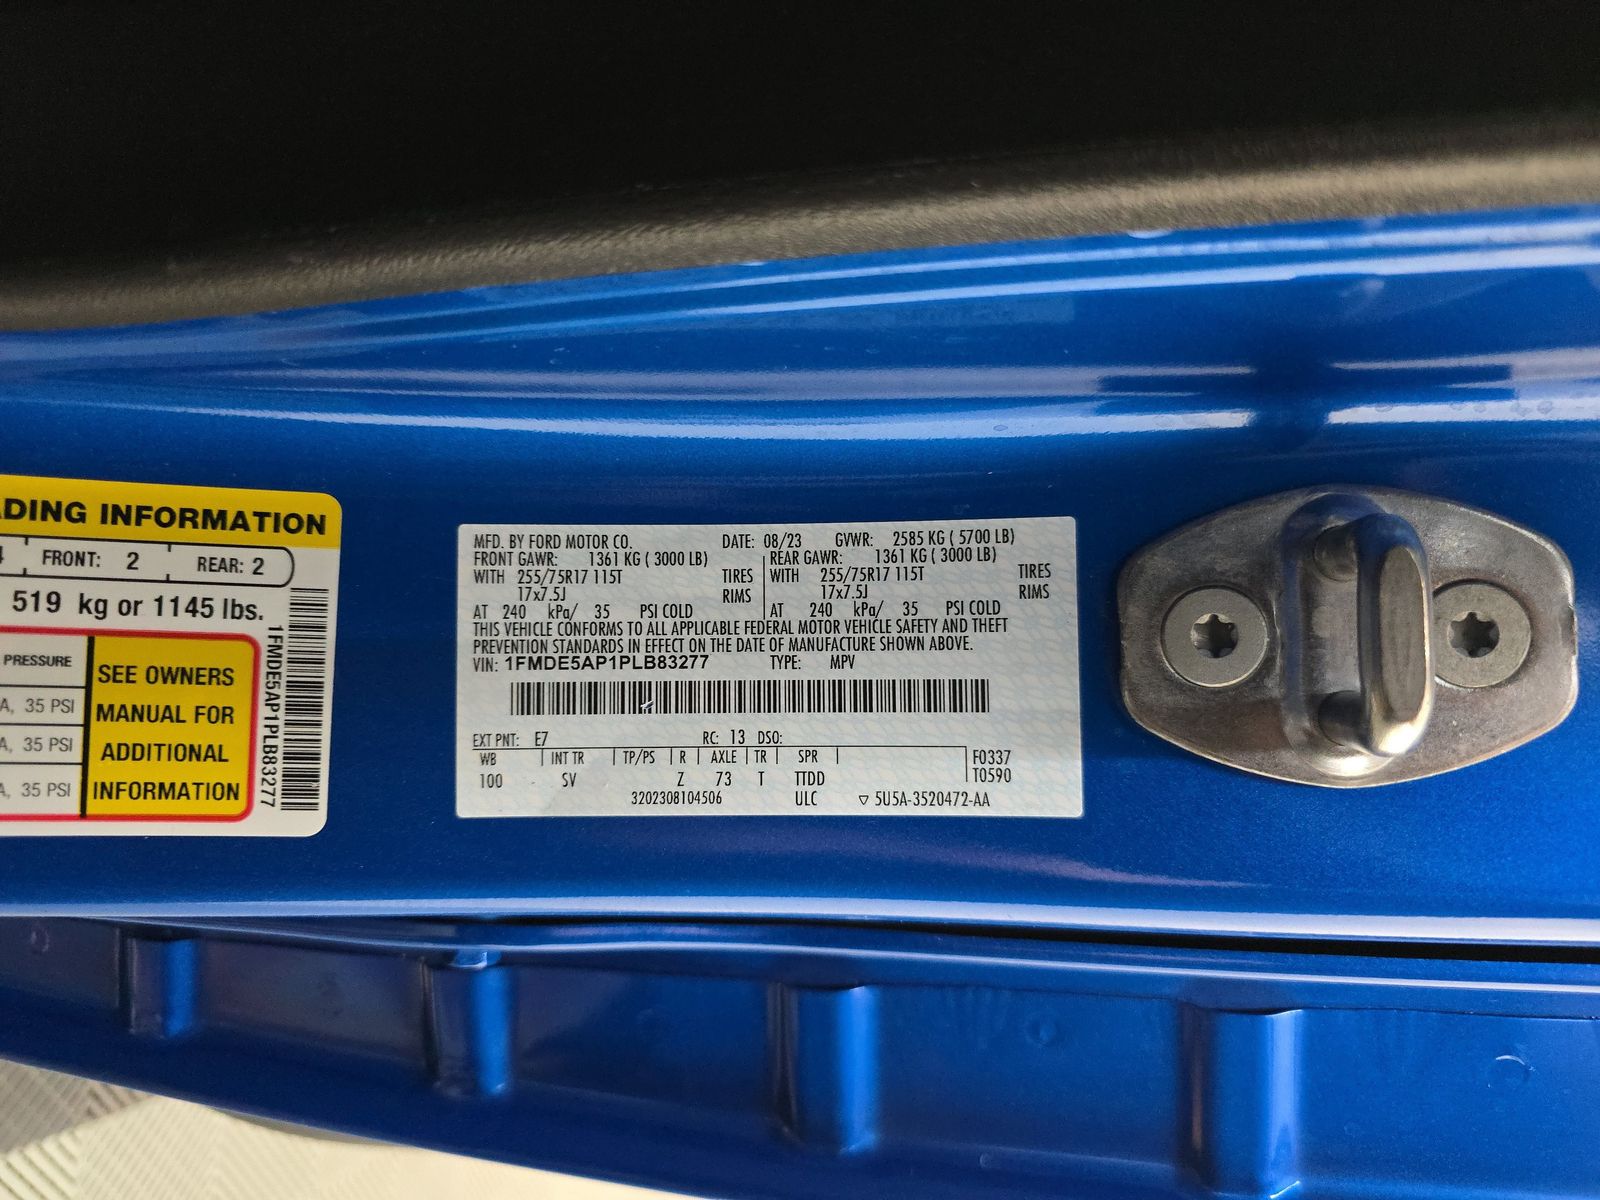 ADING INFORMATION
4 FRONT: 2 REAR: 2
519 kg or 1145 lbs.
PRESSURE
A, 35 PSI
A, 35 PSI
A, 35 PSI
SEE OWNERS
MANUAL FOR
ADDITIONAL
INFORMATION
1FMDE5AP1PLB83277
MFD. BY FORD MOTOR CO. DATE: 08/23 GVWR: 2585 KG ( 5700 LB)
FRONT GAWR: 1361 KG ( 3000 LB) REAR GAWR: 1361 KG ( 3000 LB)
WITH 255/75R17 115T TIRES WITH 255/75R17 115T TIRES
17x7.5J RIMS 17x7.5J RIMS
AT 240 kPa/ 35 PSI COLD AT 240 kPa/ 35 PSI COLD
THIS VEHICLE CONFORMS TO ALL APPLICABLE FEDERAL MOTOR VEHICLE SAFETY AND THEFT
PREVENTION STANDARDS IN EFFECT ON THE DATE OF MANUFACTURE SHOWN ABOVE.
VIN: 1FMDE5AP1PLB83277 TYPE: MPV
EXT PNT: E7 RC: 13 DSO:
WB INT TR TP/PS R AXLE TR SPR F0337
100 SV Z 73 T TTDD T0590
3202308104506 ULC ▽ 5U5A-3520472-AA